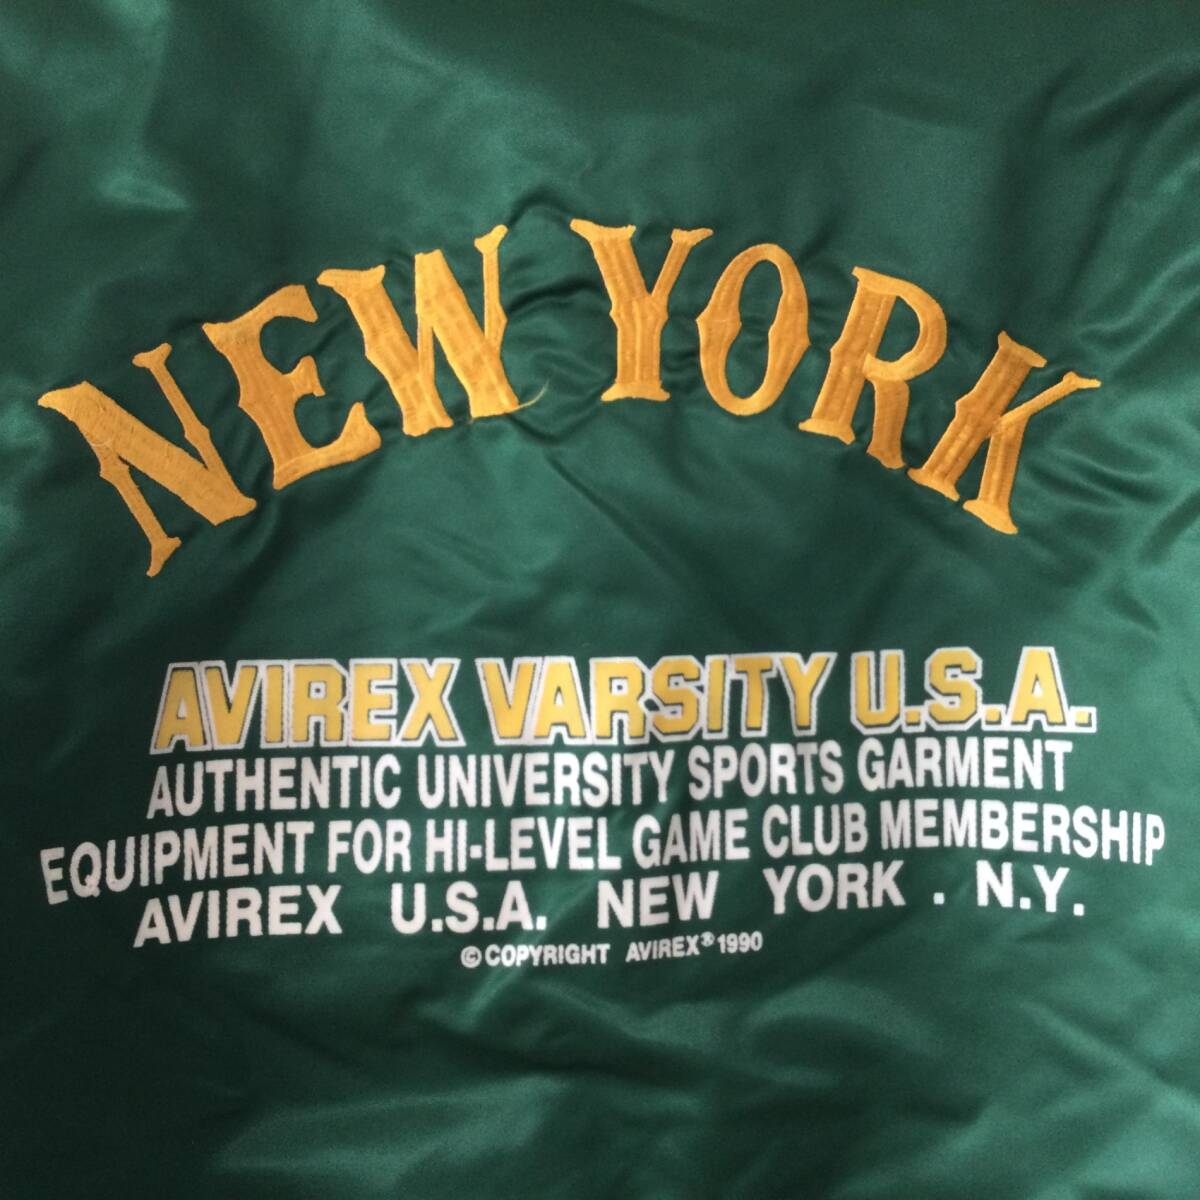 NEW YORK
AVIREX VARSITY U.S.A.
AUTHENTIC UNIVERSITY SPORTS GARMENT
EQUIPMENT FOR HI-LEVEL GAME CLUB MEMBERSHIP
AVIREX U.S.A. NEW YORK . N.Y.
© COPYRIGHT AVIREX® 1990